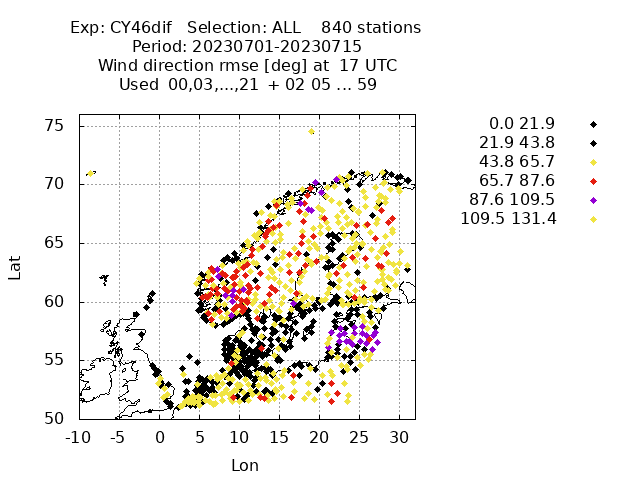 Exp: CY46dif   Selection: ALL    840 stations
Period: 20230701-20230715
Wind direction rmse [deg] at  17 UTC
Used  00,03,...,21  + 02 05 ... 59
0.0 21.9
21.9 43.8
43.8 65.7
65.7 87.6
87.6 109.5
109.5 131.4
75
70
65
60
55
50
Lat
-10 -5 0 5 10 15 20 25 30
Lon